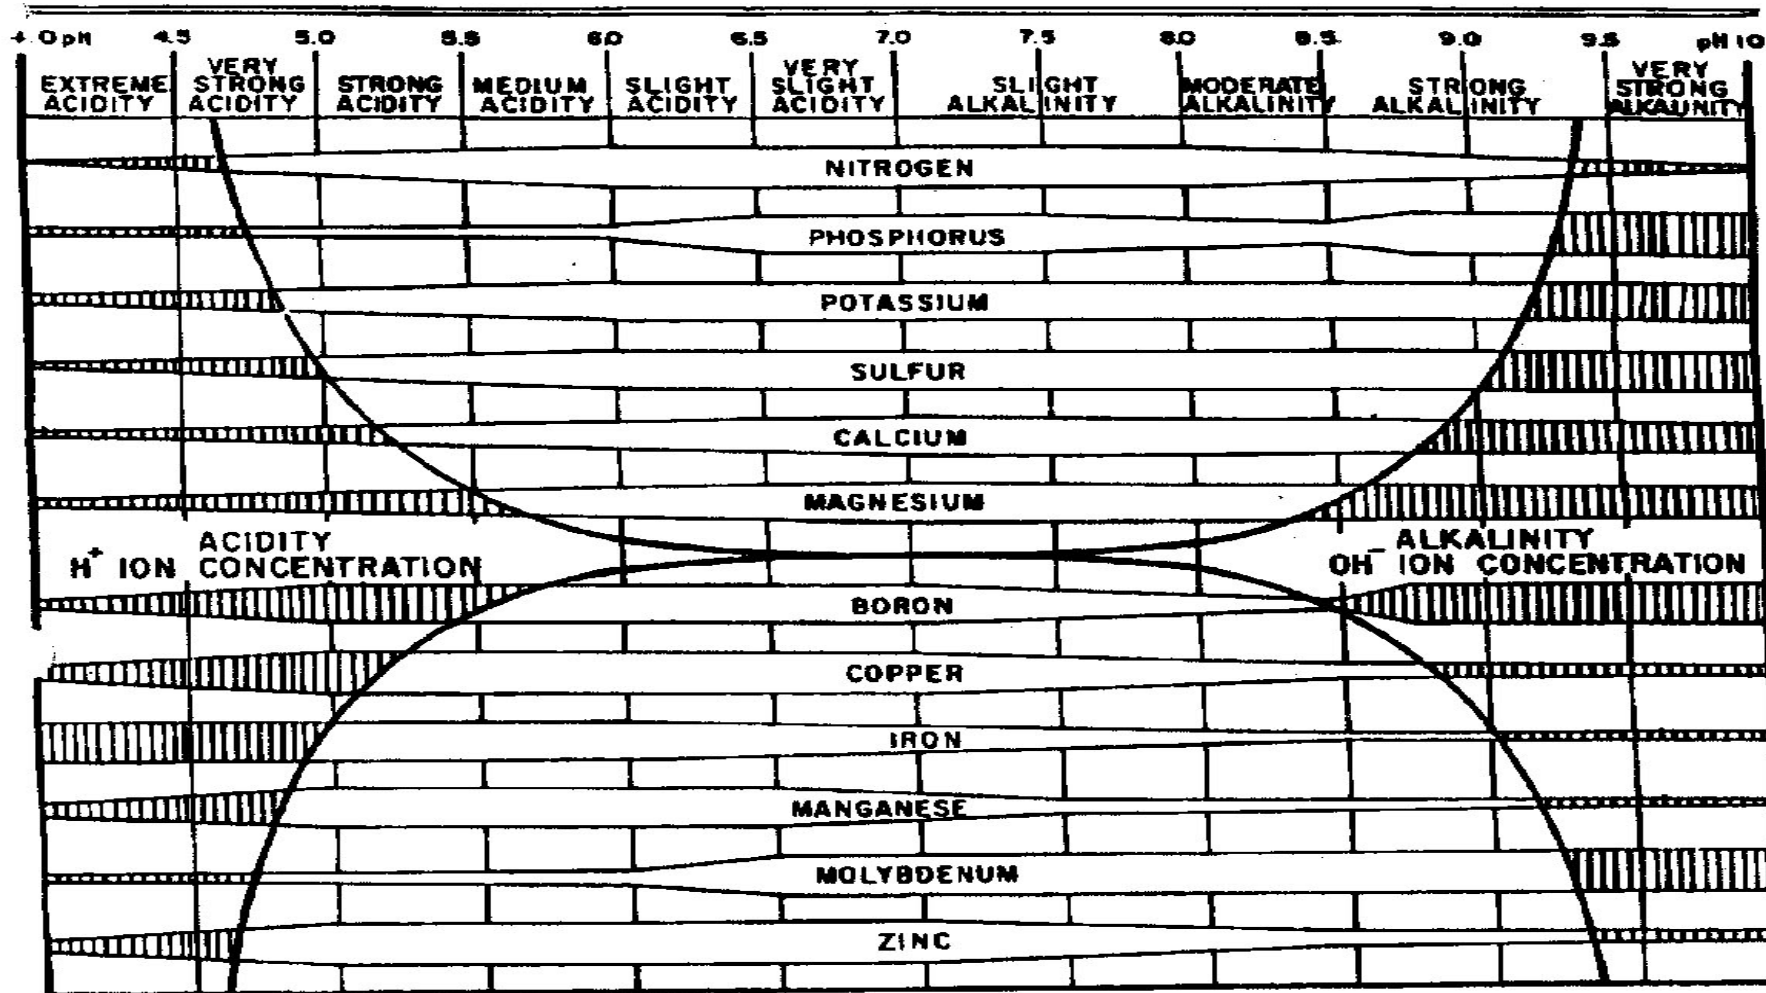 4.0 pH 4.5 5.0 5.5 6.0 6.5 7.0 7.5 8.0 8.5 9.0 9.5 pH 10
EXTREME ACIDITY
VERY STRONG ACIDITY
STRONG ACIDITY
MEDIUM ACIDITY
SLIGHT ACIDITY
VERY SLIGHT ACIDITY
SLIGHT ALKALINITY
MODERATE ALKALINITY
STRONG ALKALINITY
VERY STRONG ALKALINITY
NITROGEN
PHOSPHORUS
POTASSIUM
SULFUR
CALCIUM
MAGNESIUM
ACIDITY
H⁺ ION CONCENTRATION
ALKALINITY
OH⁻ ION CONCENTRATION
BORON
COPPER
IRON
MANGANESE
MOLYBDENUM
ZINC